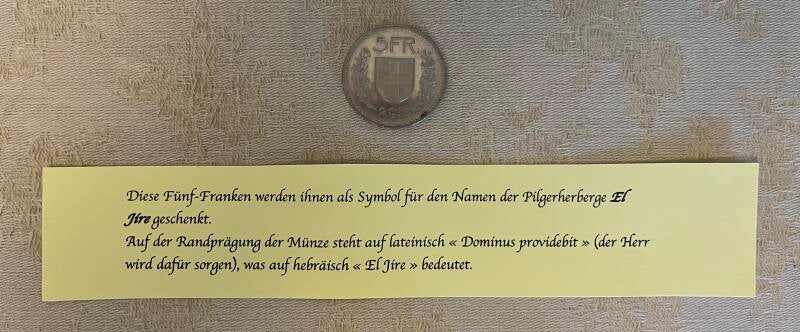 5FR.
Diese Fünf-Franken werden ihnen als Symbol für den Namen der Pilgerherberge El
Jire geschenkt.
Auf der Randprägung der Münze steht auf lateinisch « Dominus providebit » (der Herr
wird dafür sorgen), was auf hebräisch « El Jire » bedeutet.